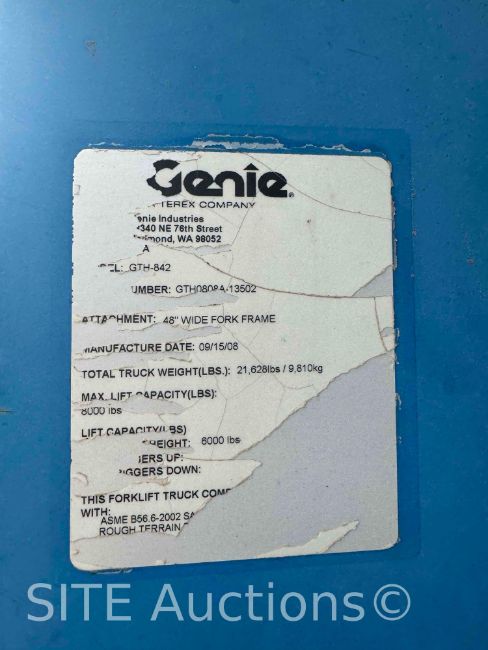 Genie®
TEREX COMPANY
enie Industries
340 NE 76th Street
mond, WA 98052
A
EL: GTH-842
UMBER: GTH0808A-13502
ATTACHMENT: 48" WIDE FORK FRAME
MANUFACTURE DATE: 09/15/08
TOTAL TRUCK WEIGHT(LBS.): 21,628lbs / 9,810kg
MAX. LIFT CAPACITY(LBS):
8000 lbs
LIFT CAPACITY(LBS)
HEIGHT: 6000 lbs
ERS UP:
IGGERS DOWN:
THIS FORKLIFT TRUCK COMP
WITH:
ASME B56.6-2002 SA
ROUGH TERRAIN
SITE Auctions©